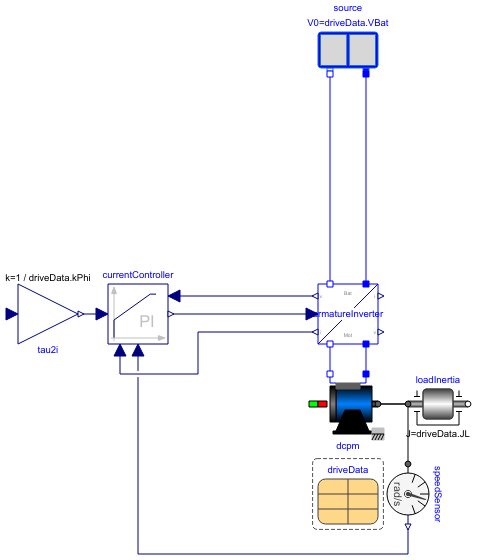 source
V0=driveData.VBat
k=1 / driveData.kPhi
currentController
PI
tau2i
Bat
rmatureInverter
Mot
loadInertia
J=driveData.JL
dcpm
driveData
rad/s
speedSensor